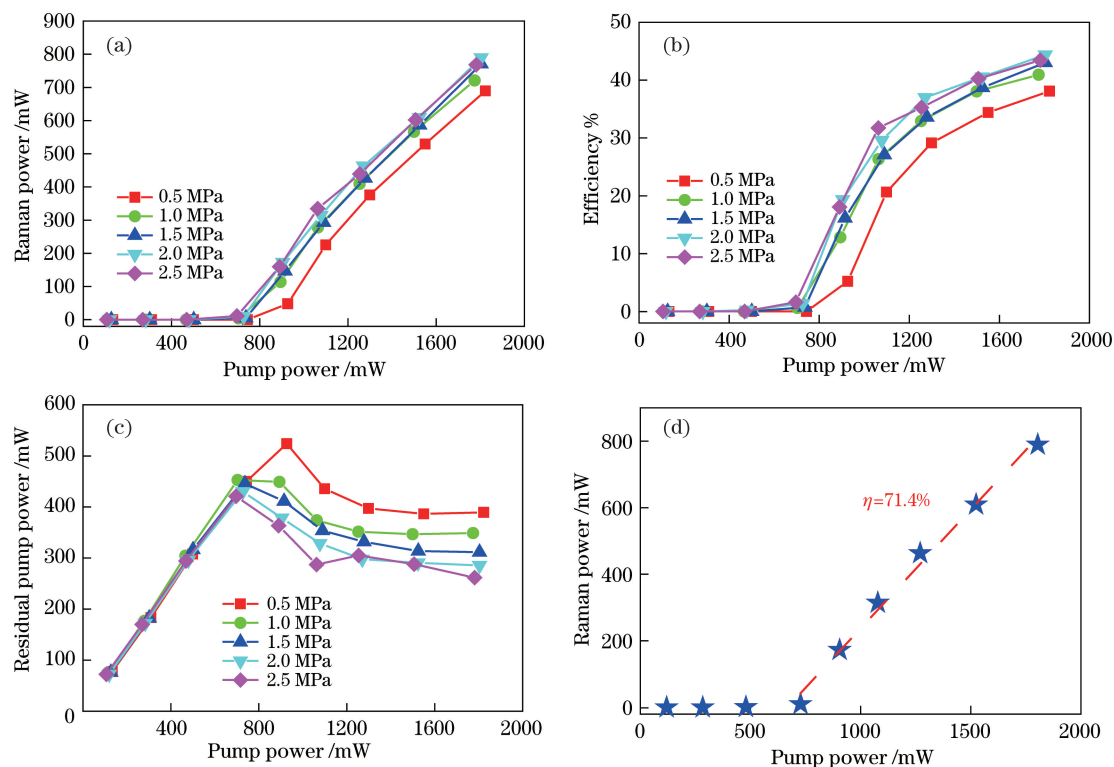 (a)
Raman power /mW
900
800
700
600
500
400
300
200
100
0
0.5 MPa
1.0 MPa
1.5 MPa
2.0 MPa
2.5 MPa
0 400 800 1200 1600 2000
Pump power /mW
(b)
Efficiency %
50
40
30
20
10
0
0.5 MPa
1.0 MPa
1.5 MPa
2.0 MPa
2.5 MPa
0 400 800 1200 1600 2000
Pump power /mW
(c)
Residual pump power /mW
600
500
400
300
200
100
0
0.5 MPa
1.0 MPa
1.5 MPa
2.0 MPa
2.5 MPa
400 800 1200 1600 2000
Pump power /mW
(d)
Raman power /mW
800
600
400
200
0
η=71.4%
0 500 1000 1500 2000
Pump power /mW